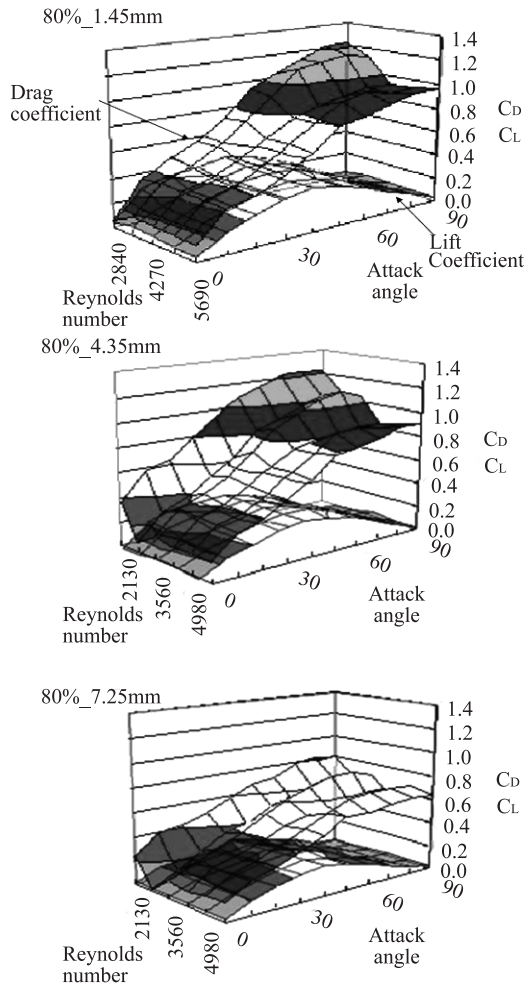 80%_1.45mm
Drag
coefficient
1.4
1.2
1.0
0.8
0.6
0.4
0.2
0.0
CD
CL
2840
4270
5690
Reynolds
number
0
30
60
90
Attack
angle
Lift
Coefficient
80%_4.35mm
1.4
1.2
1.0
0.8
0.6
0.4
0.2
0.0
CD
CL
2130
3560
4980
Reynolds
number
0
30
60
90
Attack
angle
80%_7.25mm
1.4
1.2
1.0
0.8
0.6
0.4
0.2
0.0
CD
CL
2130
3560
4980
Reynolds
number
0
30
60
90
Attack
angle